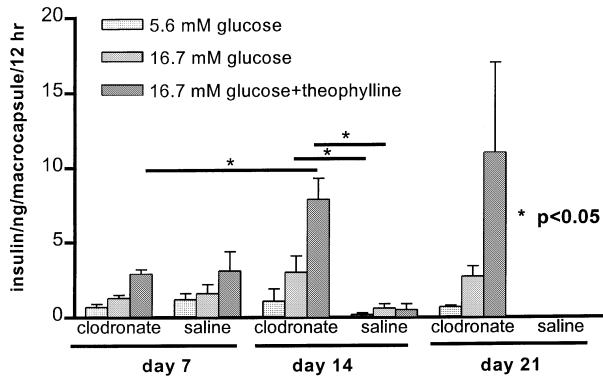 insulin/ng/macrocapsule/12 hr
20
15
10
5
0
5.6 mM glucose
16.7 mM glucose
16.7 mM glucose+theophylline
*
*
*
* p<0.05
clodronate saline clodronate saline clodronate saline
day 7 day 14 day 21